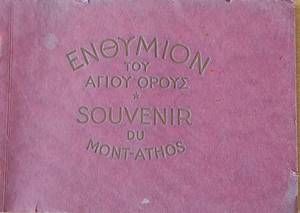 ΕΝΘΥΜΙΟΝ
ΤΟΥ
ΑΓΙΟΥ ΟΡΟΥΣ
*
SOUVENIR
DU
MONT-ATHOS